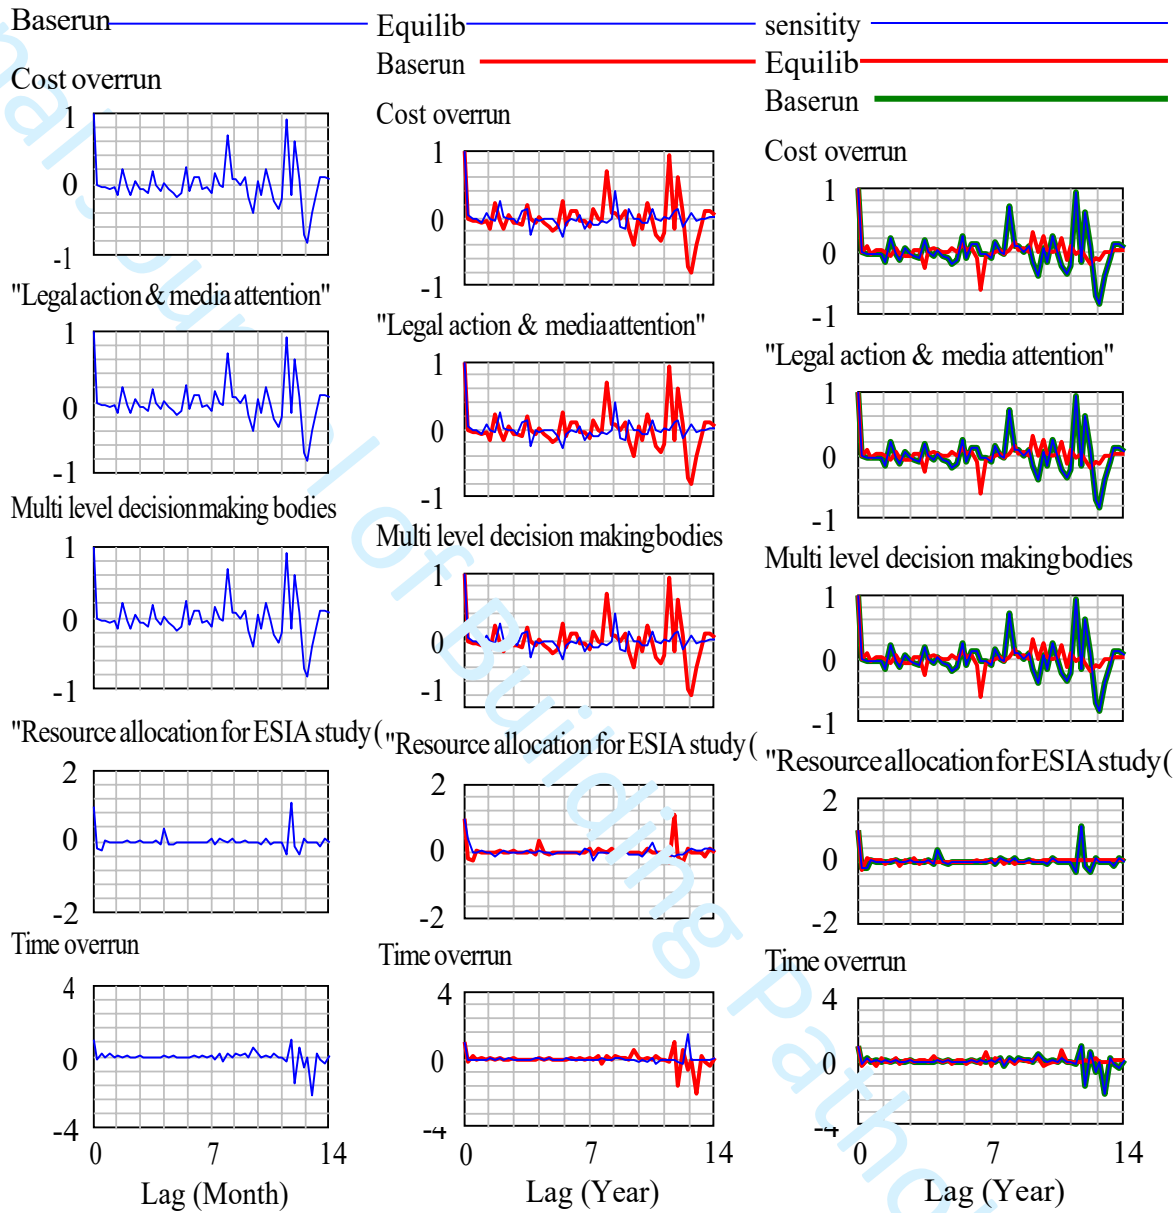 Baserun
Cost overrun
1
0
-1
"Legal action & media attention"
1
0
-1
Multi level decision making bodies
1
0
-1
"Resource allocation for ESIA study (
2
0
-2
Time overrun
4
0
-4
0 7 14
Lag (Month)
Equilib
Baserun
Cost overrun
1
0
-1
"Legal action & media attention"
1
0
-1
Multi level decision making bodies
1
0
-1
"Resource allocation for ESIA study (
2
0
-2
Time overrun
4
0
-4
0 7 14
Lag (Year)
sensitity
Equilib
Baserun
Cost overrun
1
0
-1
"Legal action & media attention"
1
0
-1
Multi level decision making bodies
1
0
-1
"Resource allocation for ESIA study (
2
0
-2
Time overrun
4
0
-4
0 7 14
Lag (Year)